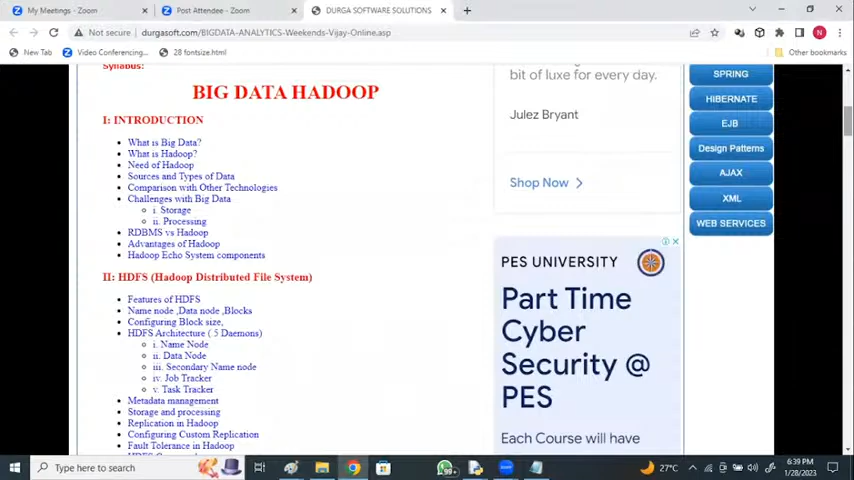 My Meetings - Zoom
Post Attendee - Zoom
DURGA SOFTWARE SOLUTIONS
Not secure
durgasoft.com/BIGDATA-ANALYTICS-Weekends-Vijay-Online.asp
N
New Tab
Video Conferencing,...
28 fontsize.html
Other bookmarks
Syllabus:
BIG DATA HADOOP
I: INTRODUCTION
What is Big Data?
What is Hadoop?
Need of Hadoop
Sources and Types of Data
Comparison with Other Technologies
Challenges with Big Data
i. Storage
ii. Processing
RDBMS vs Hadoop
Advantages of Hadoop
Hadoop Echo System components
II: HDFS (Hadoop Distributed File System)
Features of HDFS
Name node ,Data node ,Blocks
Configuring Block size,
HDFS Architecture ( 5 Daemons)
i. Name Node
ii. Data Node
iii. Secondary Name node
iv. Job Tracker
v. Task Tracker
Metadata management
Storage and processing
Replication in Hadoop
Configuring Custom Replication
Fault Tolerance in Hadoop
bit of luxe for every day.
Julez Bryant
Shop Now
PES UNIVERSITY
Part Time
Cyber
Security @
PES
Each Course will have
SPRING
HIBERNATE
EJB
Design Patterns
AJAX
XML
WEB SERVICES
Type here to search
99+
27°C
6:39 PM
1/28/2023